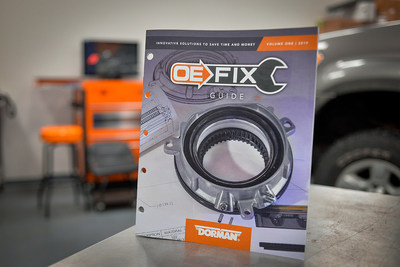 INNOVATIVE SOLUTIONS TO SAVE TIME AND MONEY
VOLUME ONE | 2019
OE FIX
GUIDE
DORMAN